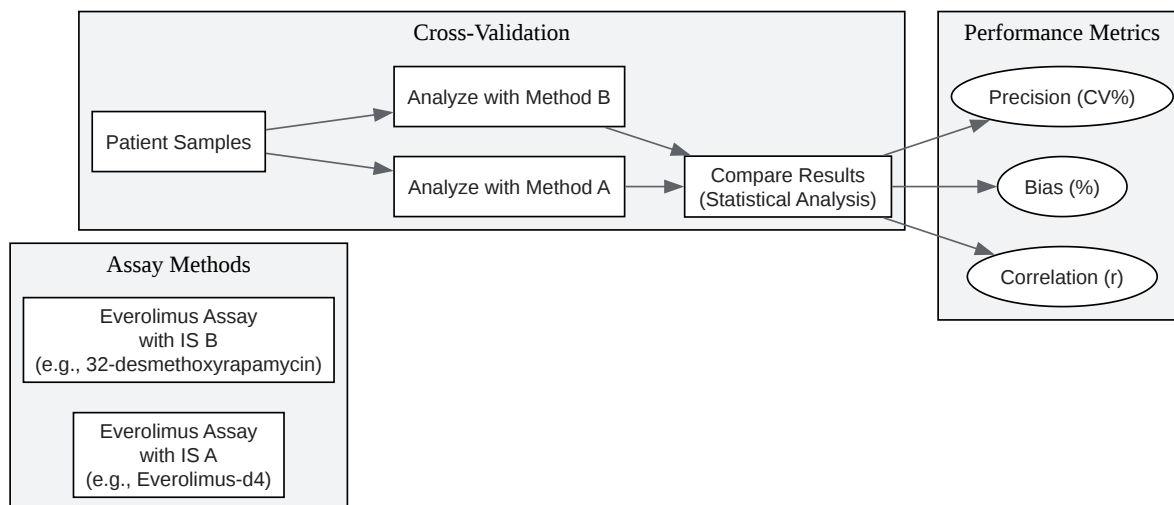 Cross-Validation
Patient Samples
Analyze with Method B
Analyze with Method A
Compare Results
(Statistical Analysis)
Performance Metrics
Precision (CV%)
Bias (%)
Correlation (r)
Assay Methods
Everolimus Assay
with IS B
(e.g., 32-desmethoxyrapamycin)
Everolimus Assay
with IS A
(e.g., Everolimus-d4)